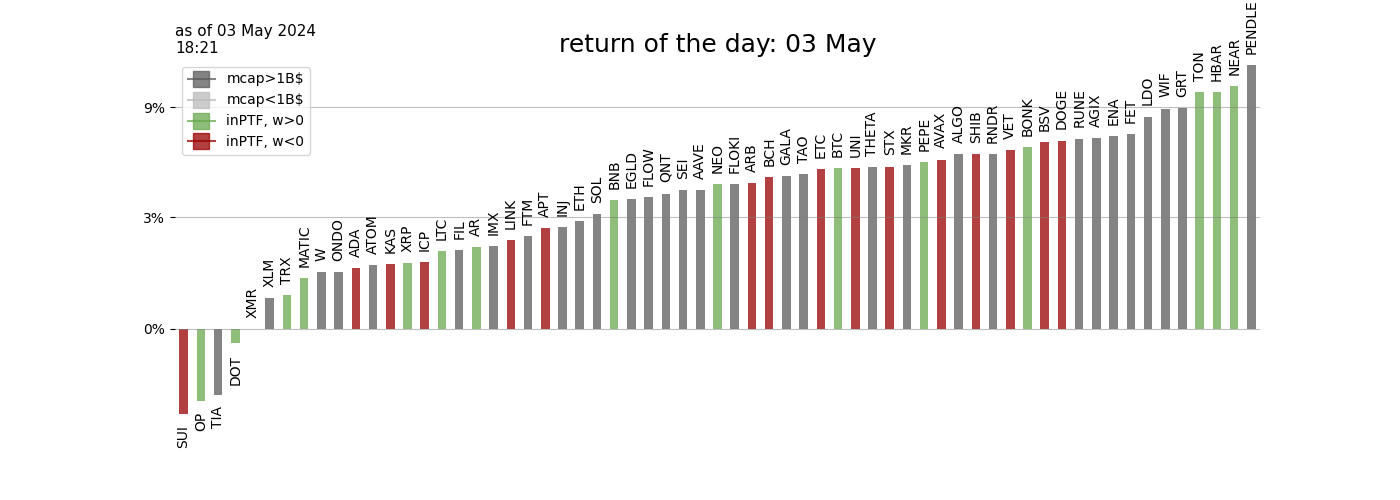 as of 03 May 2024
18:21
return of the day: 03 May
mcap>1B$
mcap<1B$
inPTF, w>0
inPTF, w<0
9%
3%
0%
SUI
OP
TIA
DOT
XMR
XLM
TRX
MATIC
W
ONDO
ADA
ATOM
KAS
XRP
ICP
LTC
FIL
AR
IMX
LINK
FTM
APT
INJ
ETH
SOL
BNB
EGLD
FLOW
QNT
SEI
AAVE
NEO
FLOKI
ARB
BCH
GALA
TAO
ETC
BTC
UNI
THETA
STX
MKR
PEPE
AVAX
ALGO
SHIB
RNDR
VET
BONK
BSV
DOGE
RUNE
AGIX
ENA
FET
LDO
WIF
GRT
TON
HBAR
NEAR
PENDLE